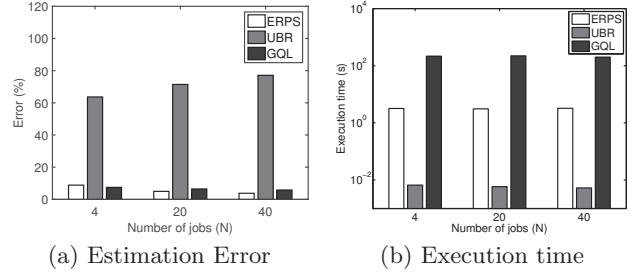 120
100
80
60
40
20
0
Error (%)
4
20
40
Number of jobs (N)
ERPS
UBR
GQL
(a) Estimation Error
10^4
10^2
10^0
10^-2
Execution time (s)
4
20
40
Number of jobs (N)
ERPS
UBR
GQL
(b) Execution time